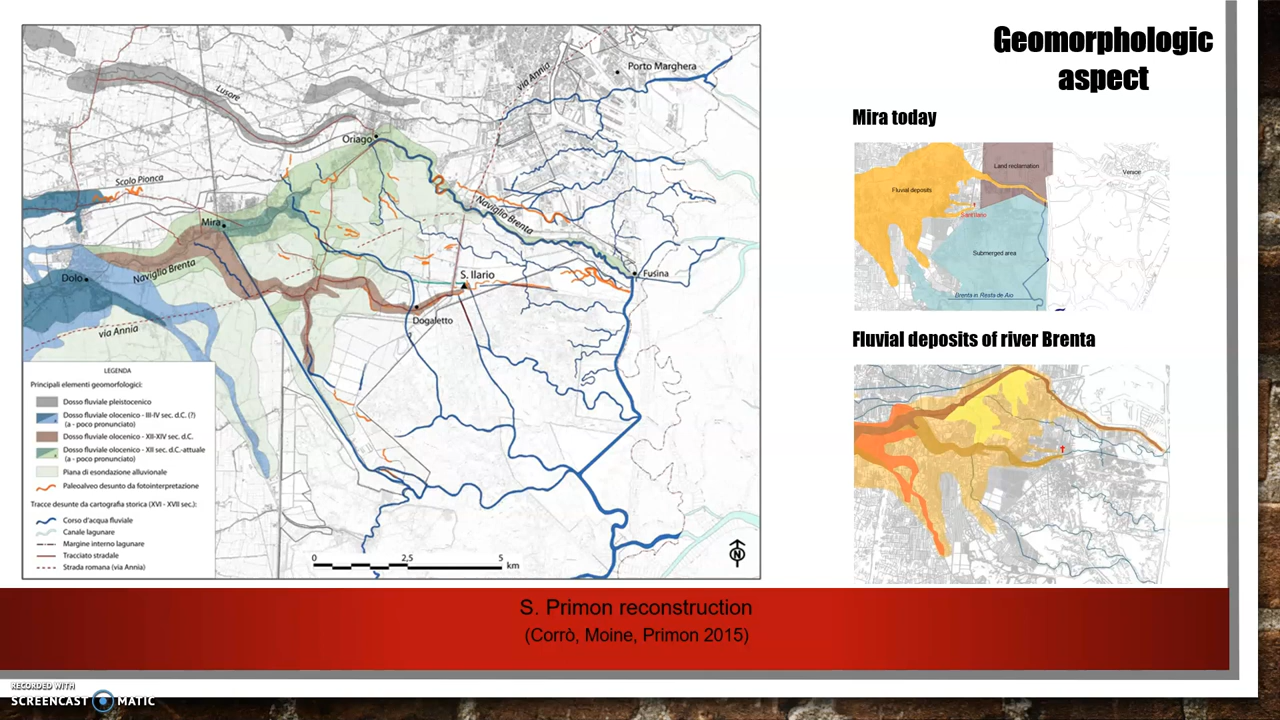 Geomorphologic
aspect
Porto Marghera
via Annia
Lusore
Oriago
Scolo Pionca
Mira
Naviglio Brenta
Dolo
Naviglio Brenta
S. Ilario
Fusina
Dogaletto
via Annia
LEGENDA
Principali elementi geomorfologici:
Dosso fluviale pleistocenico
Dosso fluviale olocenico - III-IV sec. d.C. (?)
(a - poco pronunciato)
Dosso fluviale olocenico - XII-XIV sec. d.C.
Dosso fluviale olocenico - XII sec. d.C.-attuale
(a - poco pronunciato)
Piana di esondazione alluvionale
Paleoalveo desunto da fotointerpretazione
Tracce desunte da cartografia storica (XVI - XVII sec.):
Corso d'acqua fluviale
Canale lagunare
Margine interno lagunare
Tracciato stradale
Strada romana (via Annia)
0 2,5 5
km
N
Mira today
Land reclamation
Venice
Fluvial deposits
Sant'Ilario
Submerged area
Brenta in Resta de Aio
Fluvial deposits of river Brenta
S. Primon reconstruction
(Corrò, Moine, Primon 2015)
RECORDED WITH
SCREENCAST MATIC